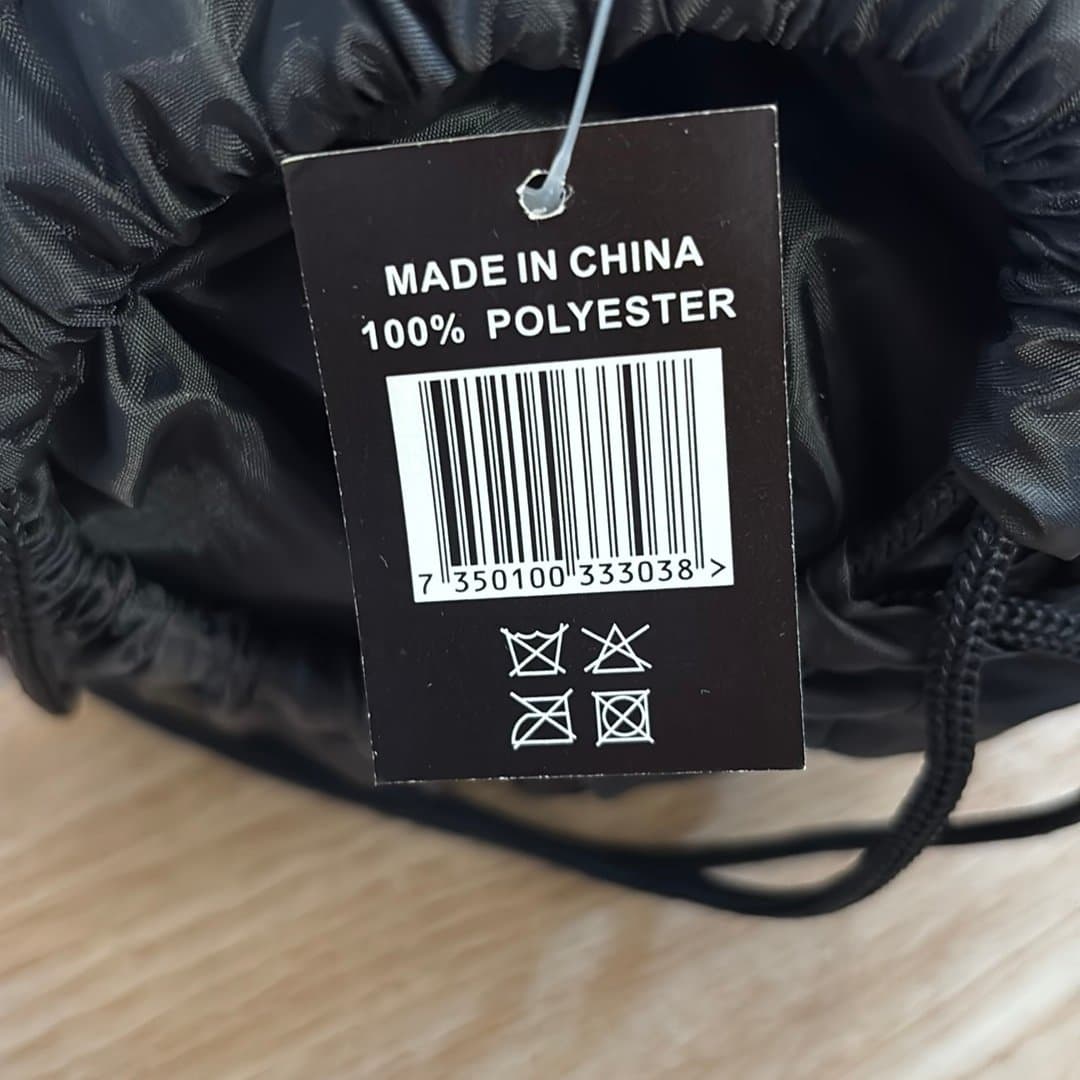 MADE IN CHINA
100% POLYESTER
7 350100 333038 >